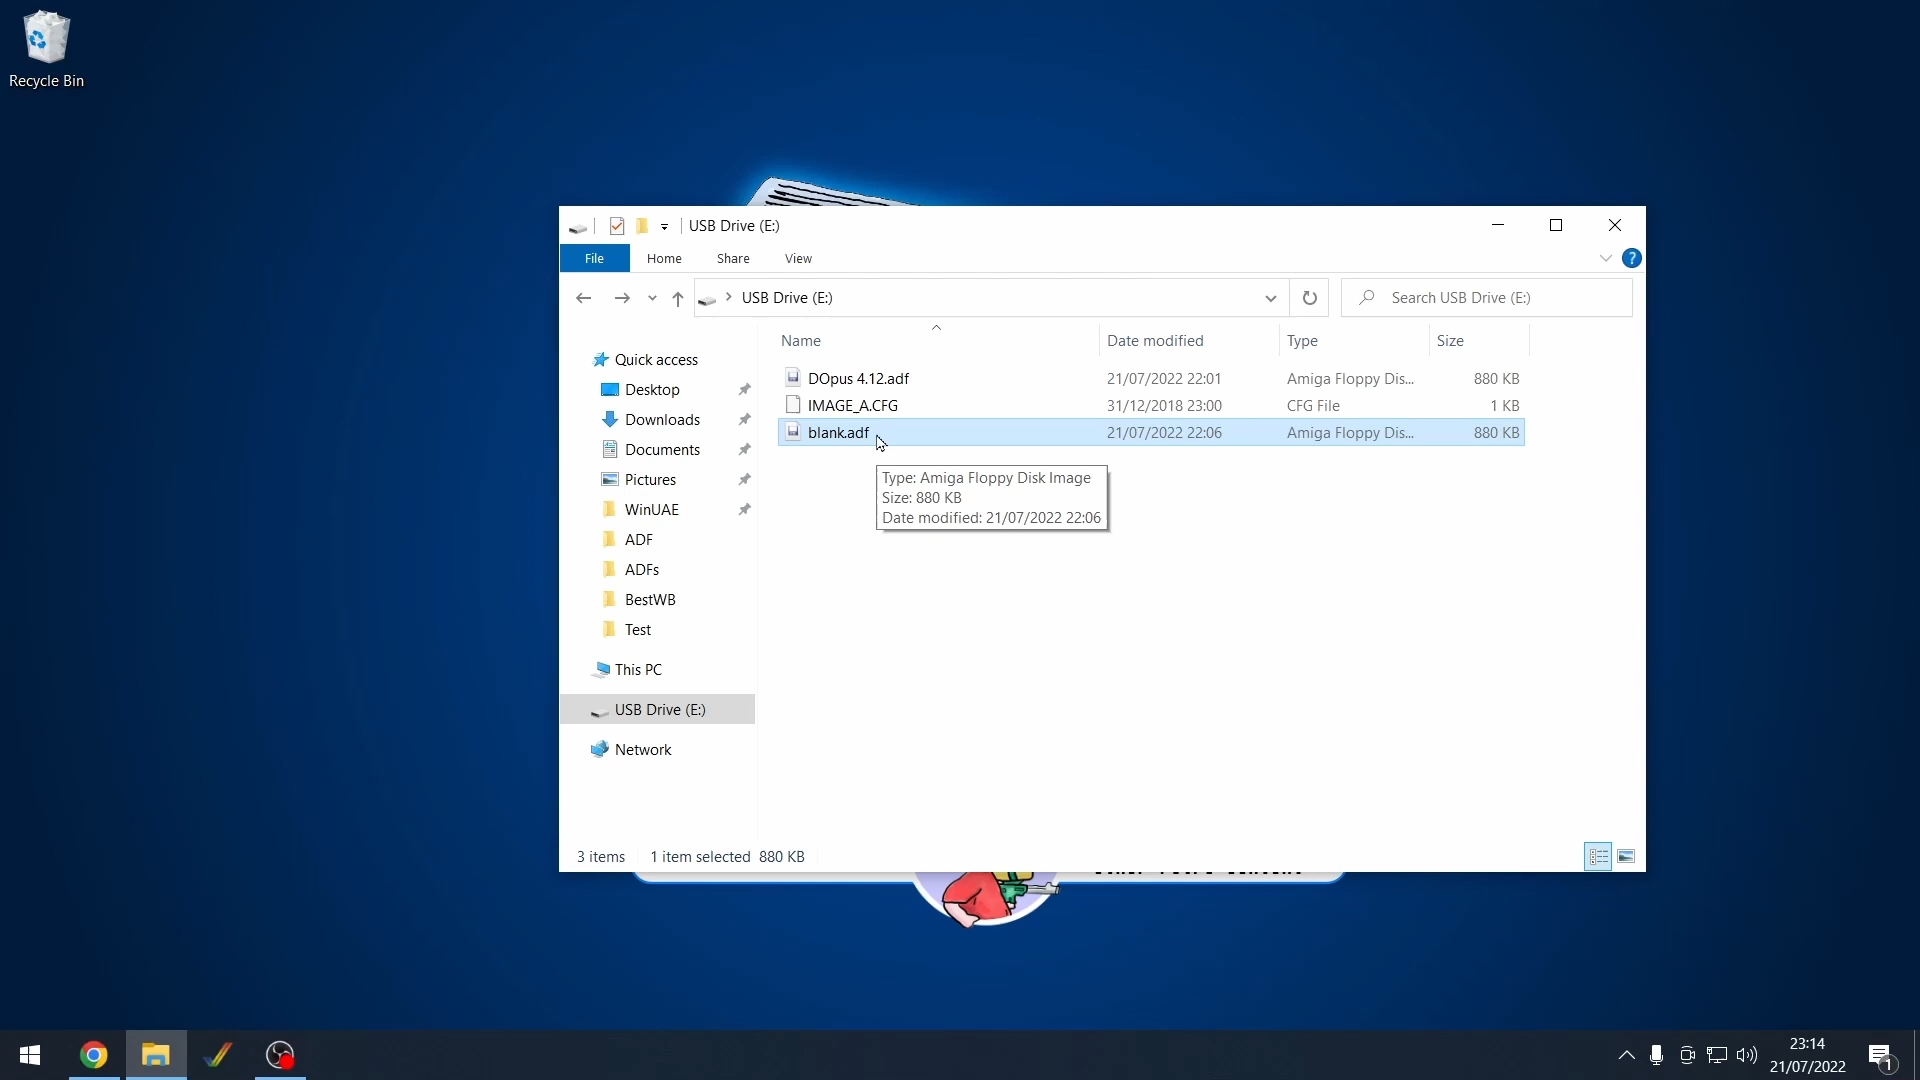 Recycle Bin
USB Drive (E:)
File Home Share View
USB Drive (E:)
Search USB Drive (E:)
Name Date modified Type Size
Quick access
Desktop
Downloads
Documents
Pictures
WinUAE
ADF
ADFs
BestWB
Test
This PC
USB Drive (E:)
Network
DOpus 4.12.adf 21/07/2022 22:01 Amiga Floppy Dis... 880 KB
IMAGE_A.CFG 31/12/2018 23:00 CFG File 1 KB
blank.adf 21/07/2022 22:06 Amiga Floppy Dis... 880 KB
Type: Amiga Floppy Disk Image
Size: 880 KB
Date modified: 21/07/2022 22:06
3 items 1 item selected 880 KB
23:14
21/07/2022
1